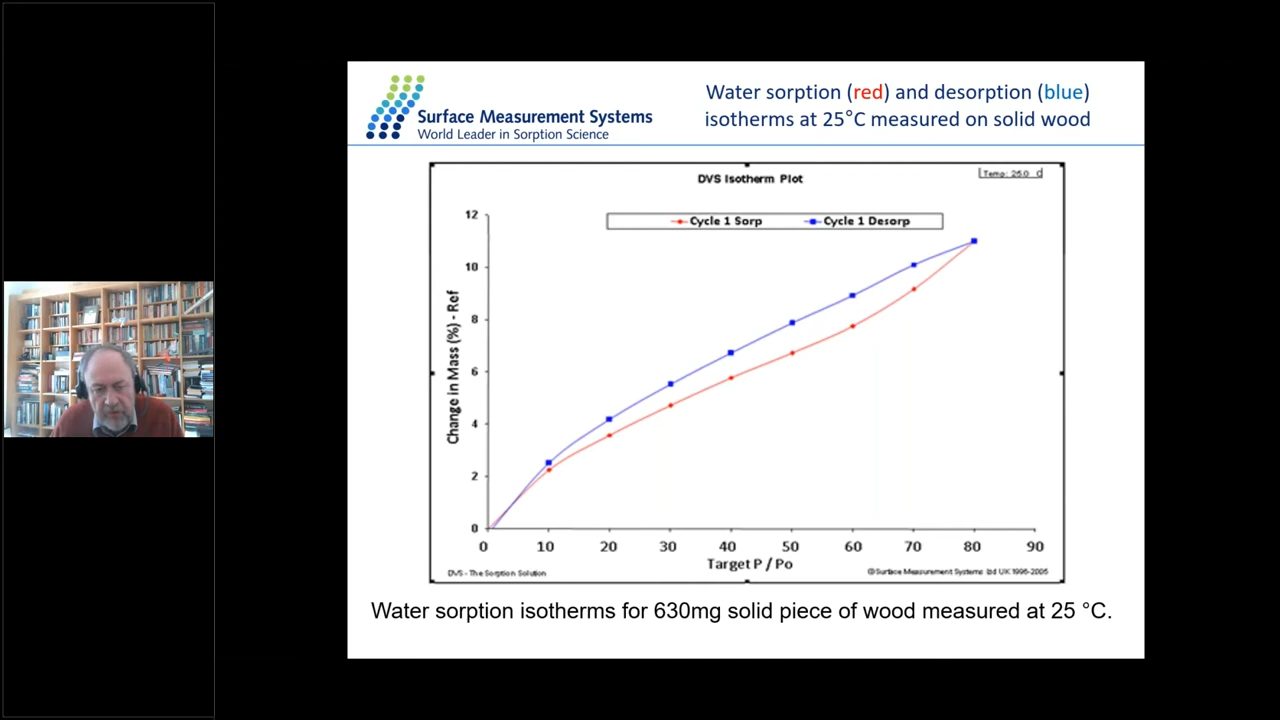 Surface Measurement Systems
World Leader in Sorption Science
Water sorption (red) and desorption (blue)
isotherms at 25°C measured on solid wood
DVS Isotherm Plot
Temp: 25.0
Cycle 1 Sorp
Cycle 1 Desorp
Change in Mass (%) - Ref
12
10
8
6
4
2
0
0 10 20 30 40 50 60 70 80 90
Target P / Po
DVS - The Sorption Solution
©Surface Measurement Systems Ltd UK 1996-2005
Water sorption isotherms for 630mg solid piece of wood measured at 25 °C.